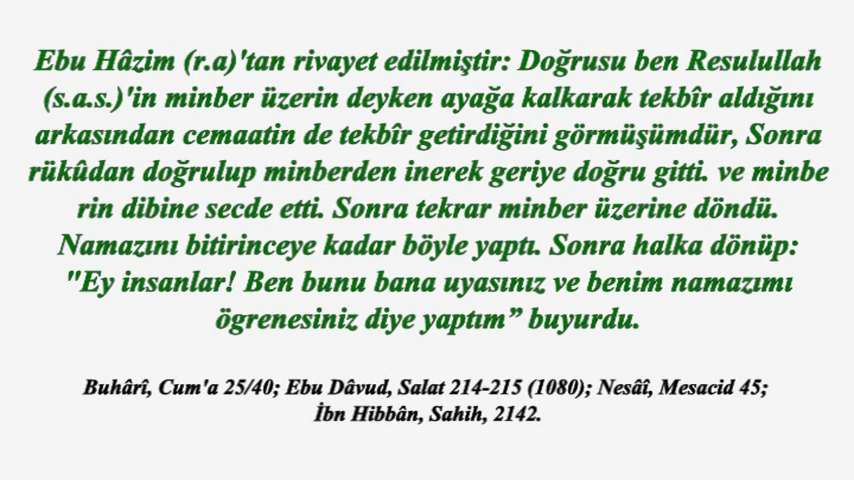 Ebu Hâzim (r.a)'tan rivayet edilmiştir: Doğrusu ben Resulullah
(s.a.s.)'in minber üzerin deyken ayağa kalkarak tekbîr aldığını
arkasından cemaatin de tekbîr getirdiğini görmüşümdür, Sonra
rükûdan doğrulup minberden inerek geriye doğru gitti. ve minbe
rin dibine secde etti. Sonra tekrar minber üzerine döndü.
Namazını bitirinceye kadar böyle yaptı. Sonra halka dönüp:
"Ey insanlar! Ben bunu bana uyasınız ve benim namazımı
ögrenesiniz diye yaptım” buyurdu.
Buhârî, Cum'a 25/40; Ebu Dâvud, Salat 214-215 (1080); Nesâî, Mesacid 45;
İbn Hibbân, Sahih, 2142.